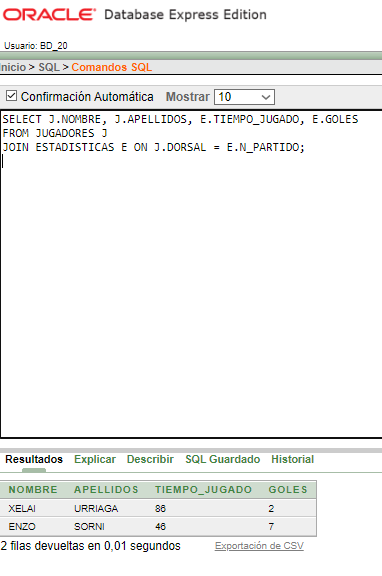 ORACLE Database Express Edition
Usuario: BD_20
Inicio > SQL > Comandos SQL
Confirmación Automática Mostrar 10
SELECT J.NOMBRE, J.APELLIDOS, E.TIEMPO_JUGADO, E.GOLES
FROM JUGADORES J
JOIN ESTADISTICAS E ON J.DORSAL = E.N_PARTIDO;
Resultados Explicar Describir SQL Guardado Historial
NOMBRE APELLIDOS TIEMPO_JUGADO GOLES
XELAI URRIAGA 86 2
ENZO SORNI 46 7
2 filas devueltas en 0,01 segundos Exportación de CSV